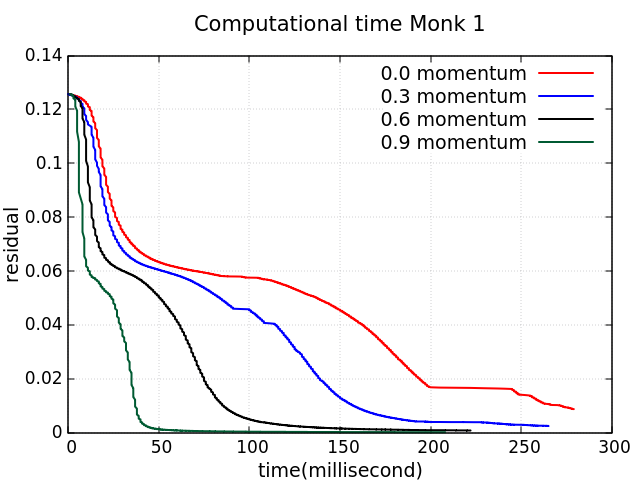 Computational time Monk 1
0.14
0.12
0.1
0.08
0.06
0.04
0.02
0
residual
0.0 momentum
0.3 momentum
0.6 momentum
0.9 momentum
0 50 100 150 200 250 300
time(millisecond)